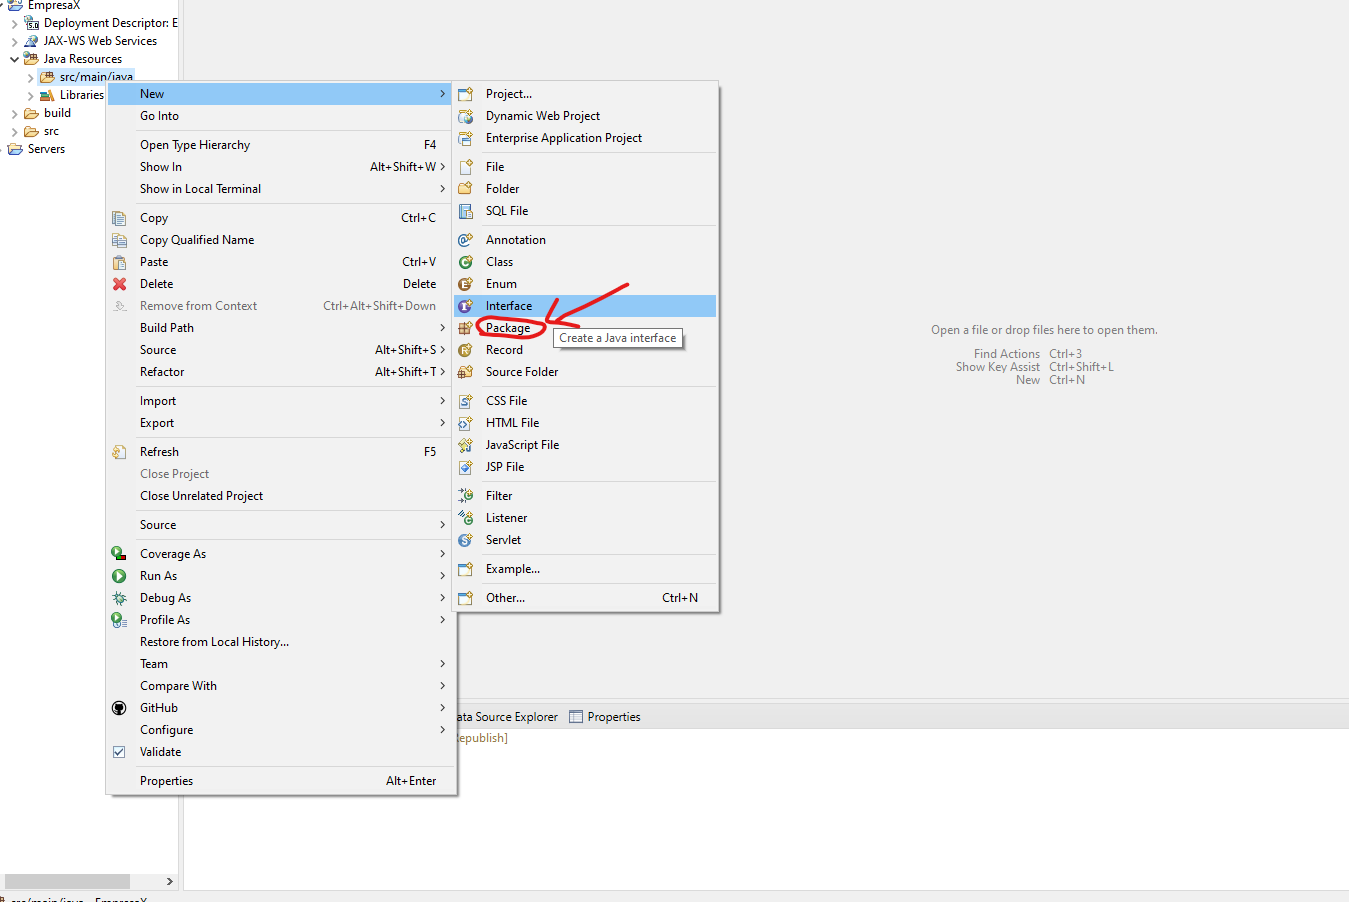 EmpresaX
Deployment Descriptor: E
JAX-WS Web Services
Java Resources
src/main/java
Libraries
build
src
Servers
New
Go Into
Open Type Hierarchy F4
Show In Alt+Shift+W
Show in Local Terminal
Copy Ctrl+C
Copy Qualified Name
Paste Ctrl+V
Delete Delete
Remove from Context Ctrl+Alt+Shift+Down
Build Path
Source Alt+Shift+S
Refactor Alt+Shift+T
Import
Export
Refresh F5
Close Project
Close Unrelated Project
Source
Coverage As
Run As
Debug As
Profile As
Restore from Local History...
Team
Compare With
GitHub
Configure
Validate
Properties Alt+Enter
Project...
Dynamic Web Project
Enterprise Application Project
File
Folder
SQL File
Annotation
Class
Enum
Interface
Package
Create a Java interface
Record
Source Folder
CSS File
HTML File
JavaScript File
JSP File
Filter
Listener
Servlet
Example...
Other... Ctrl+N
Open a file or drop files here to open them.
Find Actions Ctrl+3
Show Key Assist Ctrl+Shift+L
New Ctrl+N
ata Source Explorer
Properties
Republish]
src/main/java - EmpresaX